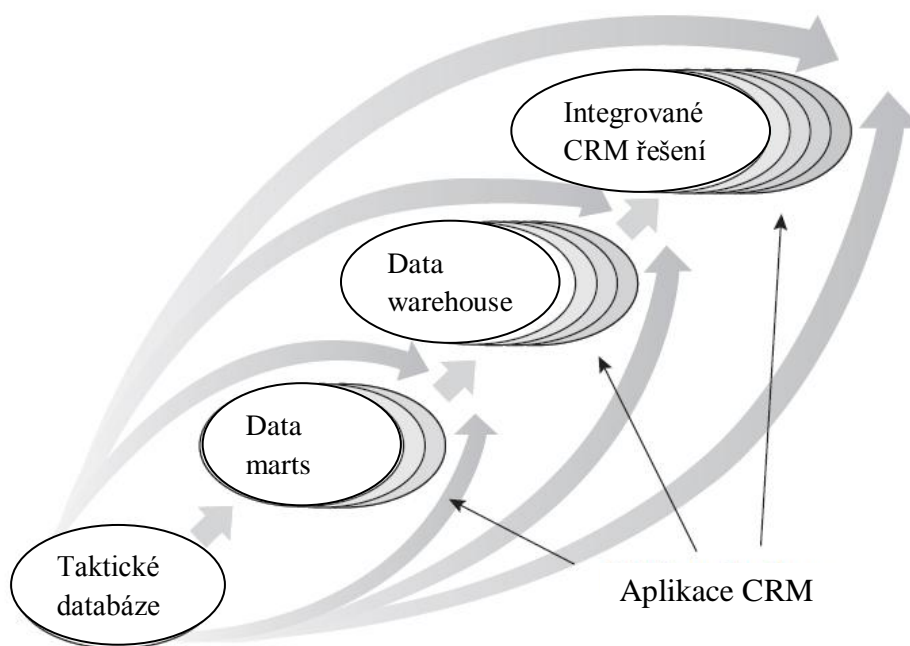 Integrované
CRM řešení
Data
warehouse
Data
marts
Taktické
databáze
Aplikace CRM